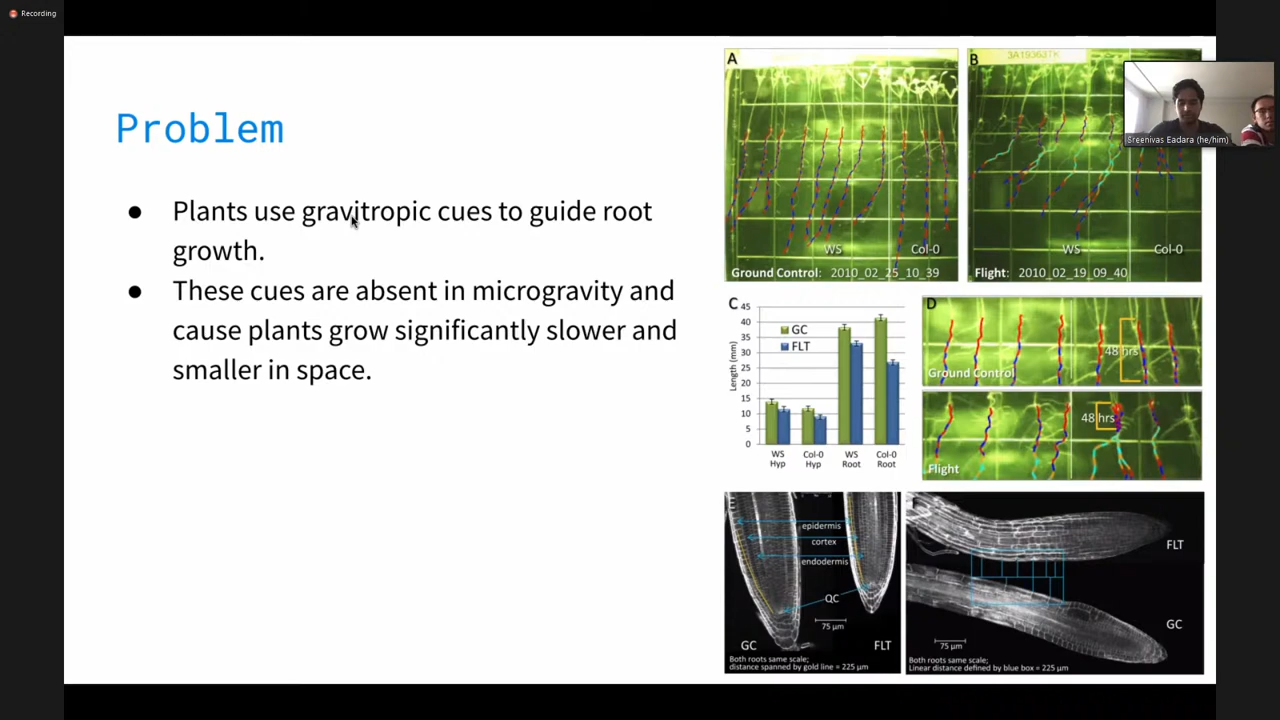 Recording
Problem
● Plants use gravitropic cues to guide root
growth.
● These cues are absent in microgravity and
cause plants grow significantly slower and
smaller in space.
A
WS
Col-0
Ground Control: 2010_02_25_10_39
B
3A19363TK
WS
Col-0
Flight: 2010_02_19_09_40
Sreenivas Eadara (he/him)
C
45
40
35
30
25
20
15
10
5
0
Length (mm)
GC
FLT
WS Hyp
Col-0 Hyp
WS Root
Col-0 Root
D
48 hrs
Ground Control
48 hrs
Flight
E
epidermis
cortex
endodermis
QC
75 µm
GC
FLT
Both roots same scale;
distance spanned by gold line = 225 µm
FLT
GC
75 µm
Both roots same scale;
Linear distance defined by blue box = 225 µm